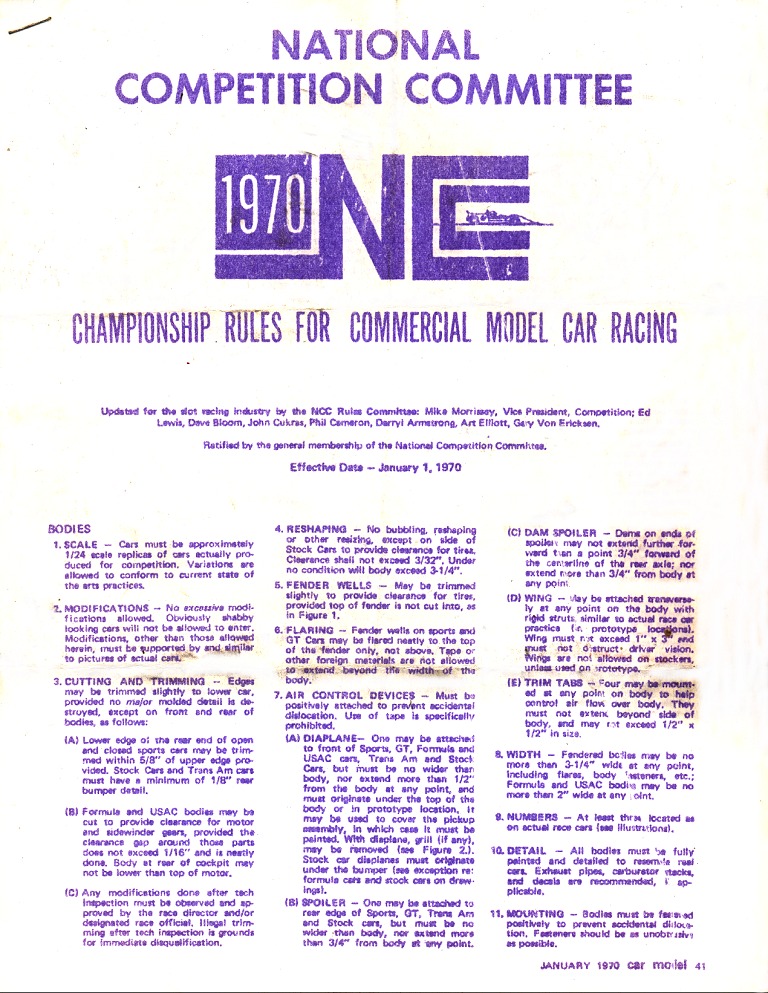 NATIONAL
COMPETITION COMMITTEE
1970 NCC
CHAMPIONSHIP RULES FOR COMMERCIAL MODEL CAR RACING
Updated for the slot racing industry by the NCC Rules Committee: Mike Morrissey, Vice President, Competition; Ed
Lewis, Dave Bloom, John Cukras, Phil Cameron, Darryl Armstrong, Art Elliott, Gary Von Ericksen.
Ratified by the general membership of the National Competition Committee.
Effective Date — January 1, 1970
BODIES
1. SCALE — Cars must be approximately
1/24 scale replicas of cars actually pro-
duced for competition. Variations are
allowed to conform to current state of
the arts practices.
2. MODIFICATIONS — No excessive modi-
fications allowed. Obviously shabby
looking cars will not be allowed to enter.
Modifications, other than those allowed
herein, must be supported by and similar
to pictures of actual cars.
3. CUTTING AND TRIMMING — Edges
may be trimmed slightly to lower car,
provided no major molded detail is de-
stroyed, except on front and rear of
bodies, as follows:
(A) Lower edge of the rear end of open
and closed sports cars may be trim-
med within 5/8" of upper edge pro-
vided. Stock Cars and Trans Am cars
must have a minimum of 1/8" rear
bumper detail.
(B) Formula and USAC bodies may be
cut to provide clearance for motor
and sidewinder gears, provided the
clearance gap around those parts
does not exceed 1/16" and is neatly
done. Body at rear of cockpit may
not be lower than top of motor.
(C) Any modifications done after tech
inspection must be observed and ap-
proved by the race director and/or
designated race official. Illegal trim-
ming after tech inspection is grounds
for immediate disqualification.
4. RESHAPING — No bubbling, reshaping
or other resizing, except on side of
Stock Cars to provide clearance for tires.
Clearance shall not exceed 3/32". Under
no condition will body exceed 3-1/4".
5. FENDER WELLS — May be trimmed
slightly to provide clearance for tires,
provided top of fender is not cut into, as
in Figure 1.
6. FLARING — Fender wells on sports and
GT Cars may be flared neatly to the top
of the fender only, not above. Tape or
other foreign materials are not allowed
to extend beyond the width of the
body.
7. AIR CONTROL DEVICES — Must be
positively attached to prevent accidental
dislocation. Use of tape is specifically
prohibited.
(A) DIAPLANE— One may be attached
to front of Sports, GT, Formula and
USAC cars, Trans Am and Stock
Cars, but must be no wider than
body, nor extend more than 1/2"
from the body at any point, and
must originate under the top of the
body or in prototype location. It
may be used to cover the pickup
assembly, in which case it must be
painted. With diaplane, grill (if any),
may be removed (see Figure 2.).
Stock car diaplanes must originate
under the bumper (see exception re:
formula cars and stock cars on draw-
ings).
(B) SPOILER — One may be attached to
rear edge of Sports, GT, Trans Am
and Stock cars, but must be no
wider than body, nor extend more
than 3/4" from body at any point.
(C) DAM SPOILER — Dams on ends of
spoilers may not extend further for-
ward than a point 3/4" forward of
the centerline of the rear axle; nor
extend more than 3/4" from body at
any point.
(D) WING — May be attached transverse-
ly at any point on the body with
rigid struts, similar to actual race car
practice (in prototype locations).
Wing must not exceed 1" x 3" and
must not obstruct driver vision.
Wings are not allowed on stockers,
unless used on prototype.
(E) TRIM TABS — Four may be mount-
ed at any point on body to help
control air flow over body. They
must not extend beyond side of
body, and may not exceed 1/2" x
1/2" in size.
8. WIDTH — Fendered bodies may be no
more than 3-1/4" wide at any point,
including flares, body fasteners, etc.;
Formula and USAC bodies may be no
more than 2" wide at any point.
9. NUMBERS — At least three located as
on actual race cars (see illustrations).
10. DETAIL — All bodies must be fully
painted and detailed to resemble real
cars. Exhaust pipes, carburetor stacks,
and decals are recommended, if ap-
plicable.
11. MOUNTING — Bodies must be fastened
positively to prevent accidental disloca-
tion. Fasteners should be as unobtrusive
as possible.
JANUARY 1970 car model 41